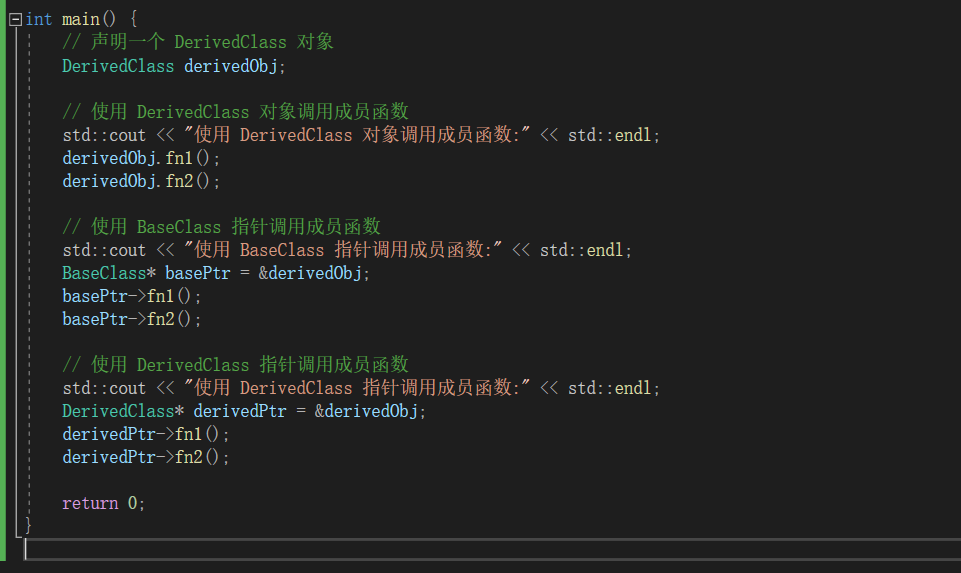 int main() {
// 声明一个 DerivedClass 对象
DerivedClass derivedObj;
// 使用 DerivedClass 对象调用成员函数
std::cout << "使用 DerivedClass 对象调用成员函数:" << std::endl;
derivedObj.fn1();
derivedObj.fn2();
// 使用 BaseClass 指针调用成员函数
std::cout << "使用 BaseClass 指针调用成员函数:" << std::endl;
BaseClass* basePtr = &derivedObj;
basePtr->fn1();
basePtr->fn2();
// 使用 DerivedClass 指针调用成员函数
std::cout << "使用 DerivedClass 指针调用成员函数:" << std::endl;
DerivedClass* derivedPtr = &derivedObj;
derivedPtr->fn1();
derivedPtr->fn2();
return 0;
}